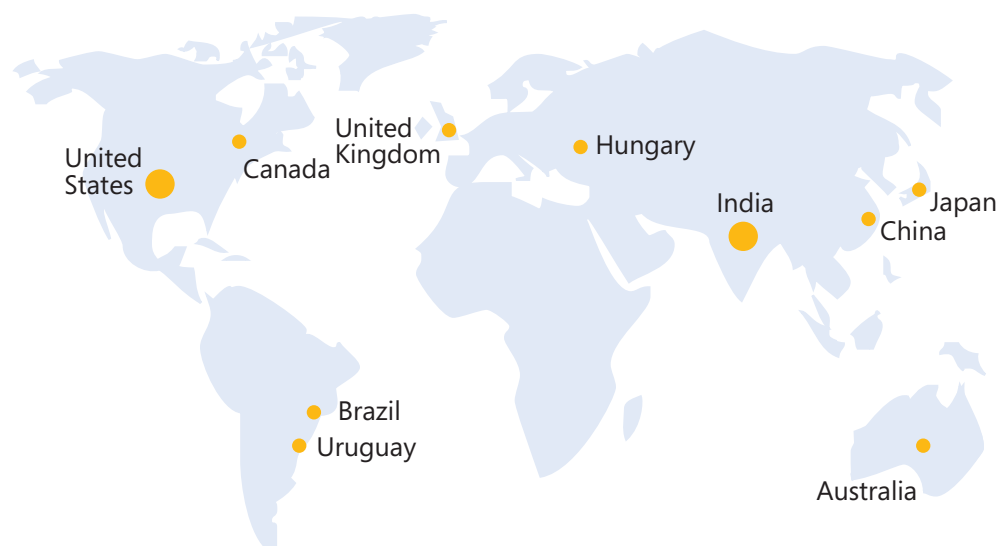 United
Kingdom
Hungary
United
States
Canada
India
Japan
China
Brazil
Uruguay
Australia